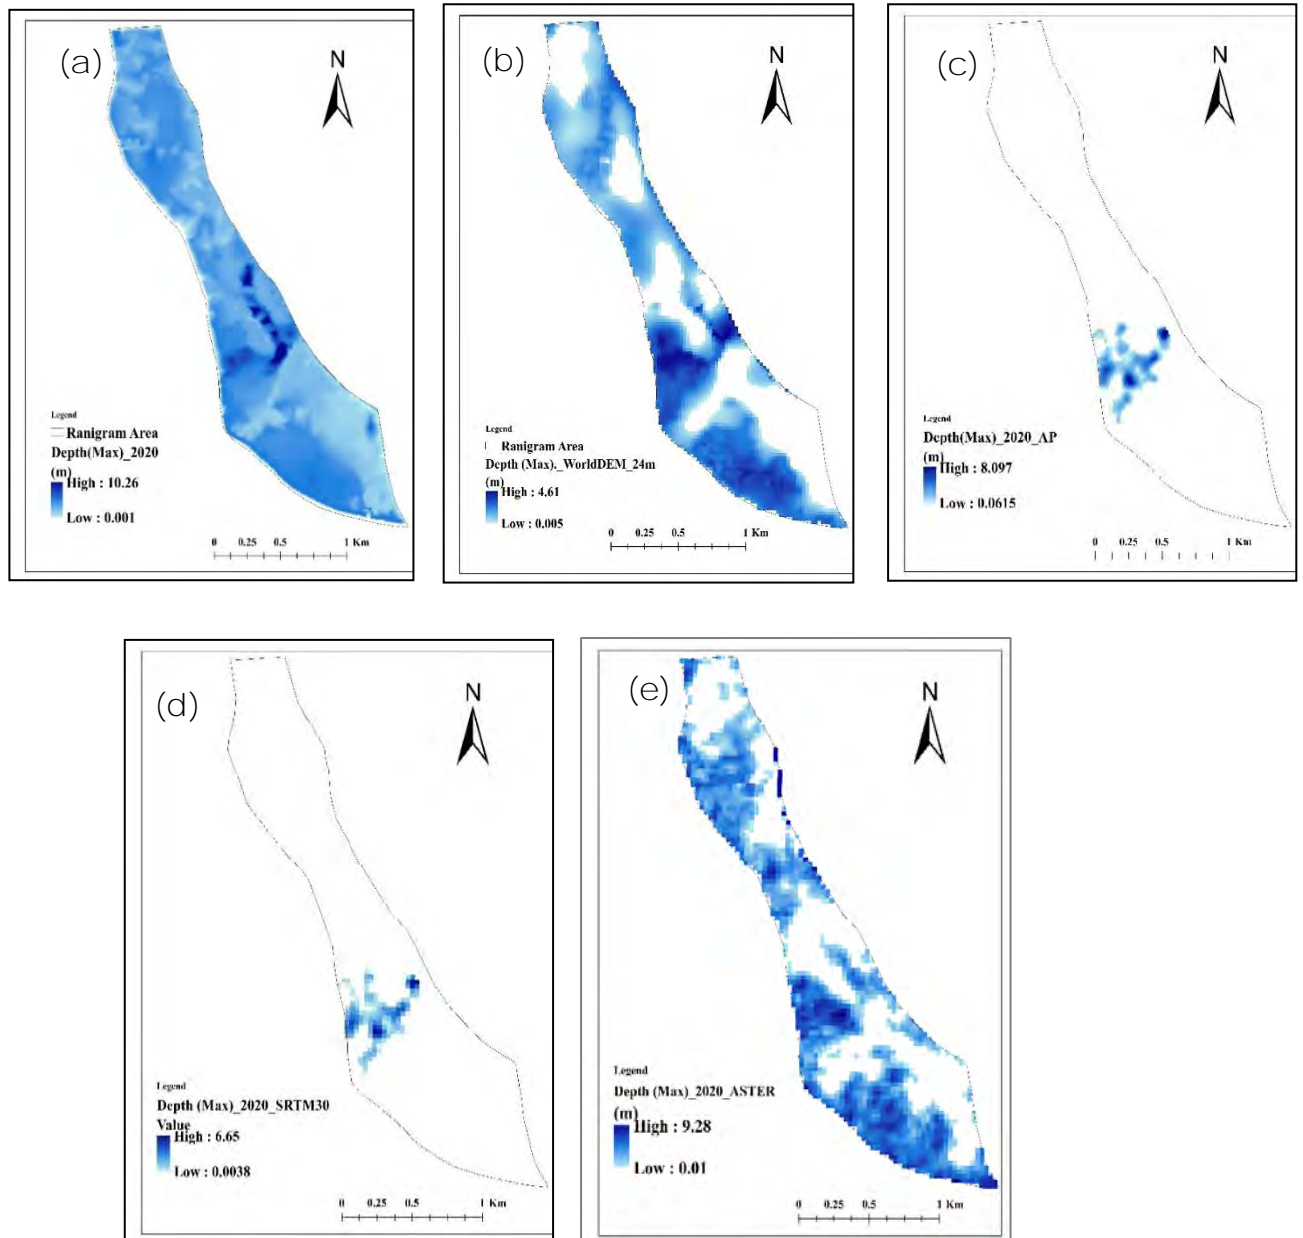 (a)
N
Legend
Ranigram Area
Depth(Max)_2020
(m)
High : 10.26
Low : 0.001
0 0.25 0.5 1 Km
(b)
N
Legend
Ranigram Area
Depth (Max)._WorldDEM_24m
(m)
High : 4.61
Low : 0.005
0 0.25 0.5 1 Km
(c)
N
Legend
Depth(Max)_2020_AP
(m)
High : 8.097
Low : 0.0615
0 0.25 0.5 1 Km
(d)
N
Legend
Depth (Max)_2020_SRTM30
Value
High : 6.65
Low : 0.0038
0 0.25 0.5 1 Km
(e)
N
Legend
Depth (Max)_2020_ASTER
(m)
High : 9.28
Low : 0.01
0 0.25 0.5 1 Km